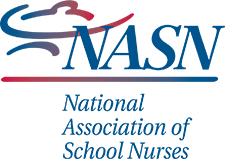 NASN
National
Association of
School Nurses